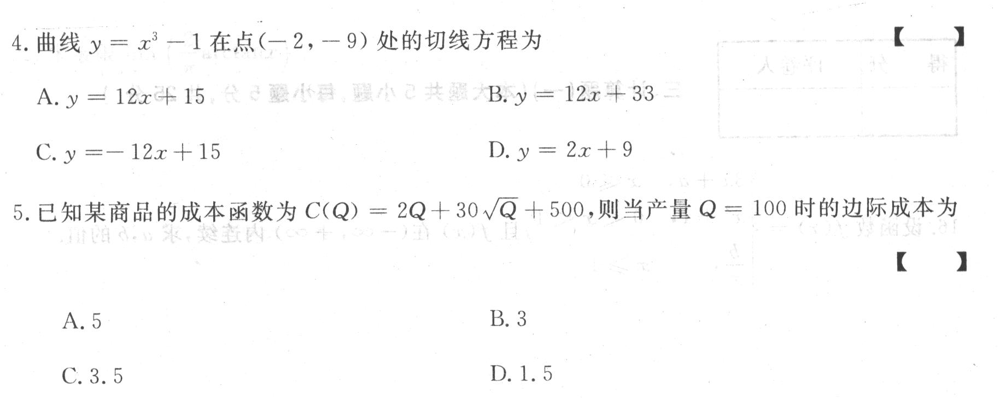 4. 曲线 y = x³ − 1 在点(− 2, − 9) 处的切线方程为 【 】
A. y = 12x + 15 B. y = 12x + 33
C. y =− 12x + 15 D. y = 2x + 9
5. 已知某商品的成本函数为 C(Q) = 2Q + 30√Q + 500,则当产量 Q = 100 时的边际成本为
【 】
A. 5 B. 3
C. 3. 5 D. 1. 5